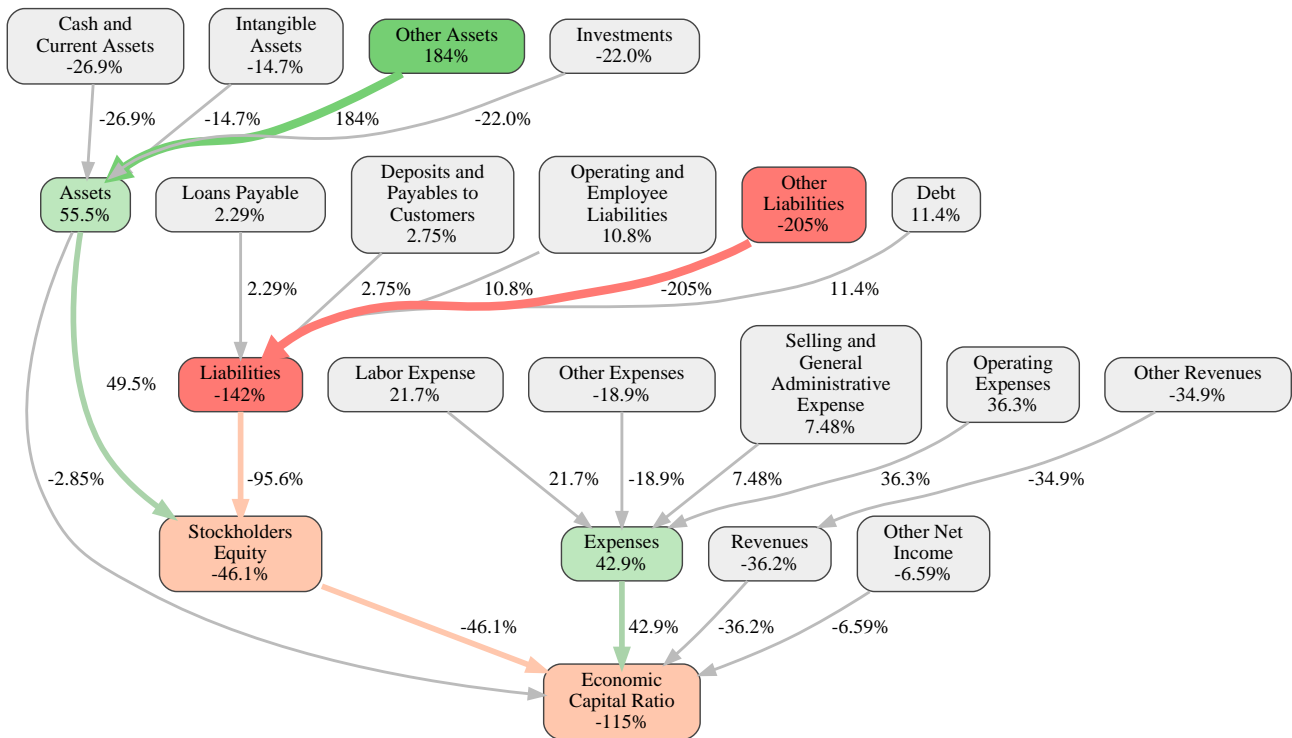 Cash and
Current Assets
-26.9%
Intangible
Assets
-14.7%
Other Assets
184%
Investments
-22.0%
-26.9%
-14.7%
184%
-22.0%
Assets
55.5%
Loans Payable
2.29%
Deposits and
Payables to
Customers
2.75%
Operating and
Employee
Liabilities
10.8%
Other
Liabilities
-205%
Debt
11.4%
2.29%
2.75%
10.8%
-205%
11.4%
49.5%
Liabilities
-142%
Labor Expense
21.7%
Other Expenses
-18.9%
Selling and
General
Administrative
Expense
7.48%
Operating
Expenses
36.3%
Other Revenues
-34.9%
-2.85%
-95.6%
21.7%
-18.9%
7.48%
36.3%
-34.9%
Stockholders
Equity
-46.1%
Expenses
42.9%
Revenues
-36.2%
Other Net
Income
-6.59%
-46.1%
42.9%
-36.2%
-6.59%
Economic
Capital Ratio
-115%